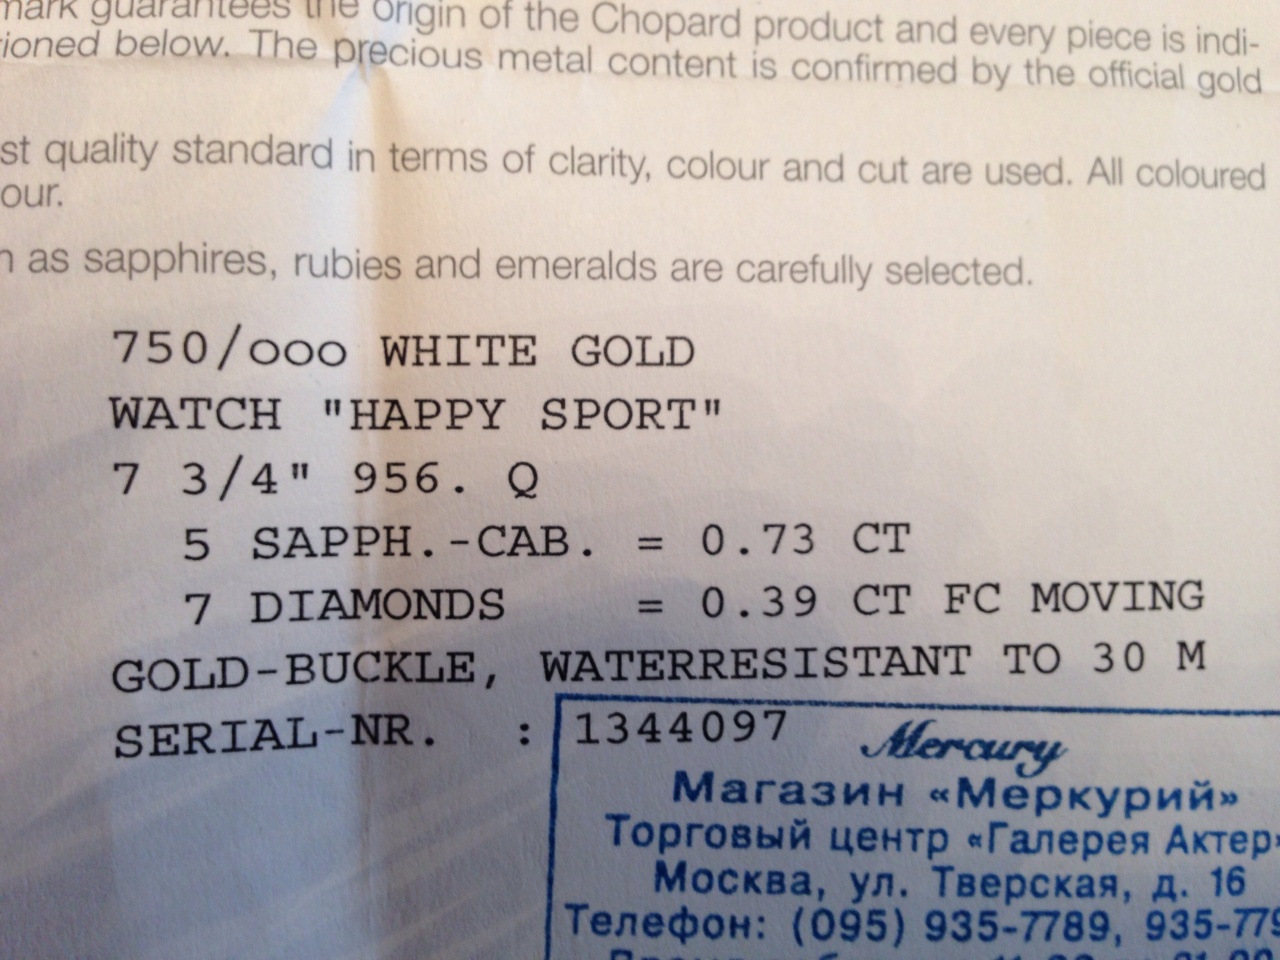 mark guarantees the origin of the Chopard product and every piece is indi-
ioned below. The precious metal content is confirmed by the official gold
st quality standard in terms of clarity, colour and cut are used. All coloured
our.
n as sapphires, rubies and emeralds are carefully selected.
750/ooo WHITE GOLD
WATCH "HAPPY SPORT"
7 3/4" 956. Q
5 SAPPH.-CAB. = 0.73 CT
7 DIAMONDS = 0.39 CT FC MOVING
GOLD-BUCKLE, WATERRESISTANT TO 30 M
SERIAL-NR. : 1344097
Mercury
Магазин «Меркурий»
Торговый центр «Галерея Актер»
Москва, ул. Тверская, д. 16
Телефон: (095) 935-7789, 935-779